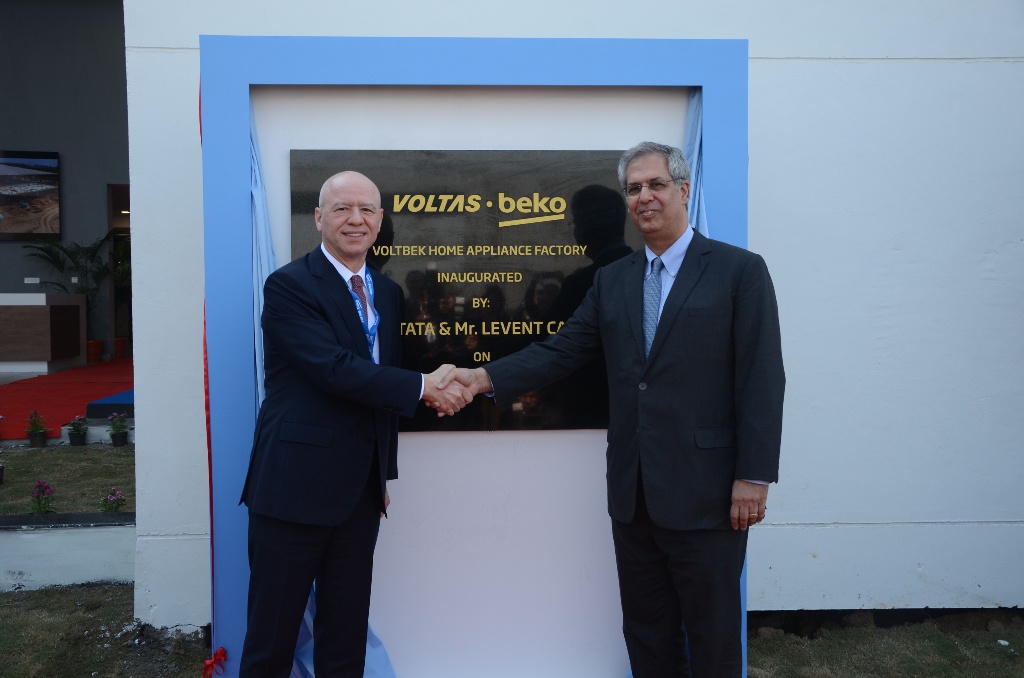 VOLTAS • beko
VOLTBEK HOME APPLIANCE FACTORY
INAUGURATED
BY:
TATA & Mr. LEVENT
ON